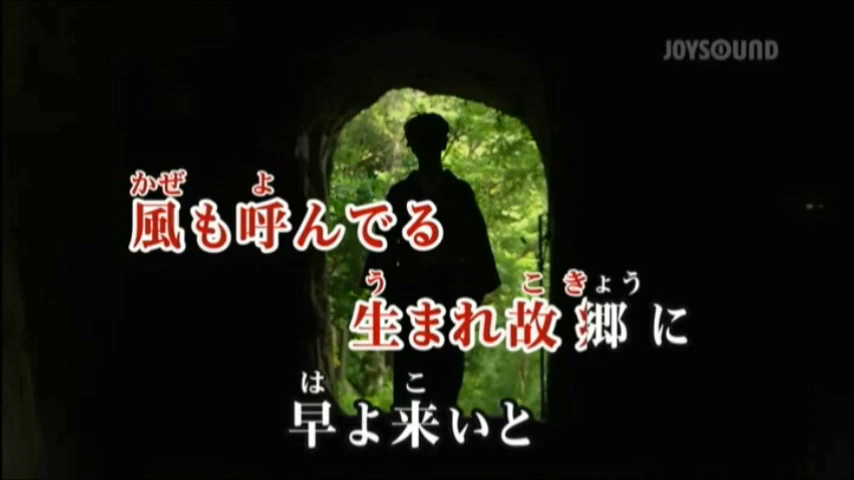 JOYSOUND
かぜ よ
風も呼んでる
う こきょう
生まれ故郷に
は こ
早よ来いと